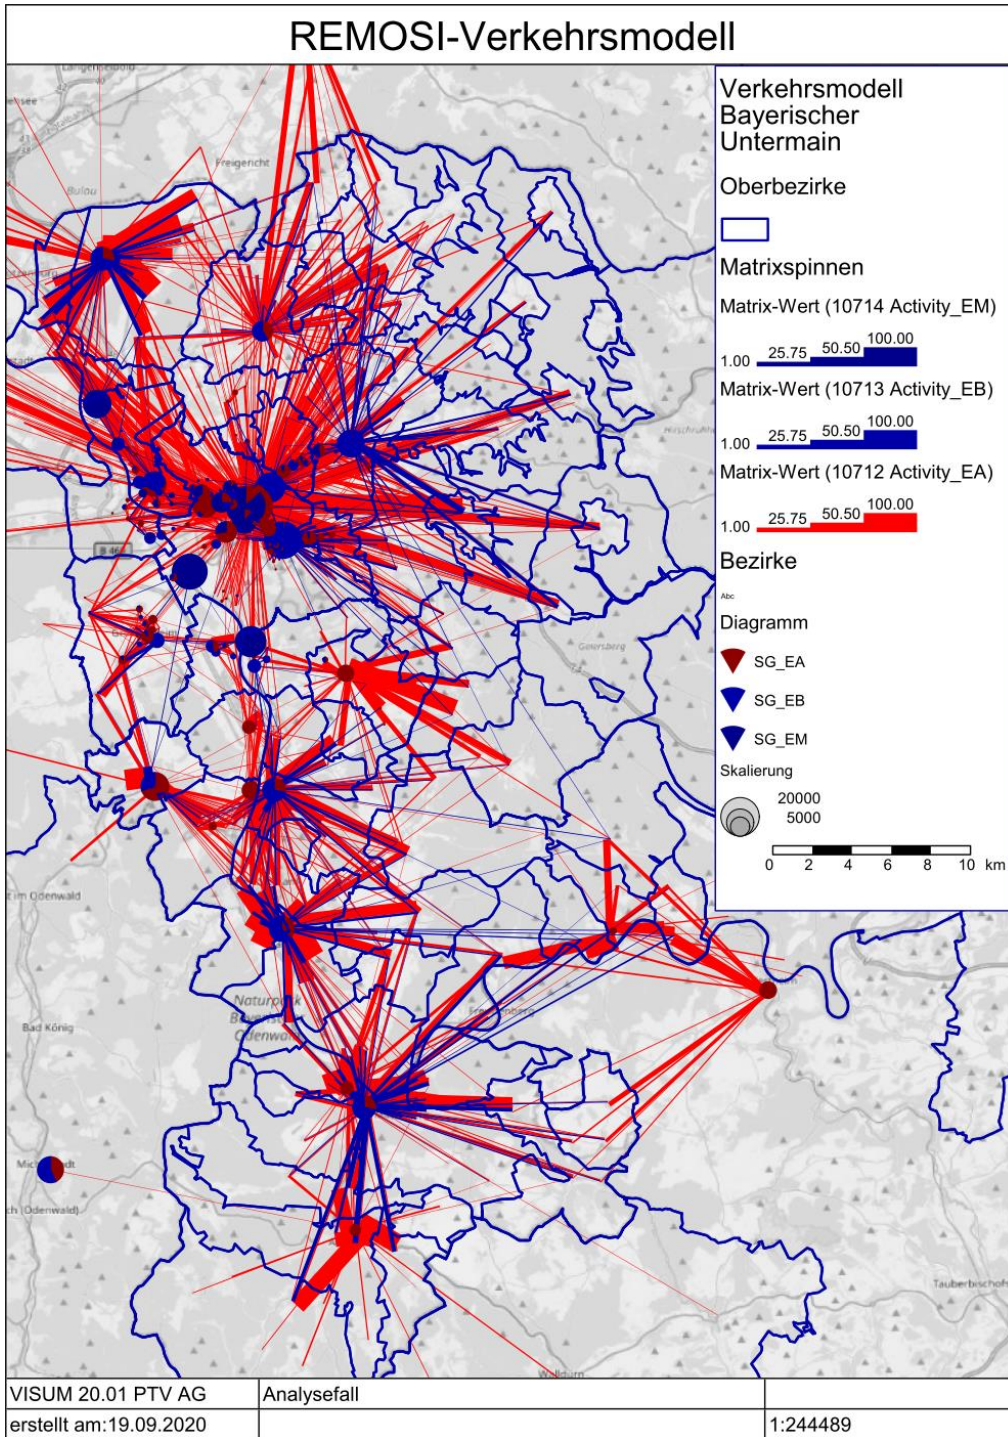 REMOSI-Verkehrsmodell
Verkehrsmodell
Bayerischer
Untermain
Oberbezirke
Matrixspinnen
Matrix-Wert (10714 Activity_EM)
1.00 25.75 50.50 100.00
Matrix-Wert (10713 Activity_EB)
1.00 25.75 50.50 100.00
Matrix-Wert (10712 Activity_EA)
1.00 25.75 50.50 100.00
Bezirke
Abc
Diagramm
SG_EA
SG_EB
SG_EM
Skalierung
20000
5000
0 2 4 6 8 10 km
Freigericht
Bulau
Geiersberg
Naturpark
Odenwald
Bad König
Tauberbischofs
VISUM 20.01 PTV AG
Analysefall
erstellt am:19.09.2020
1:244489